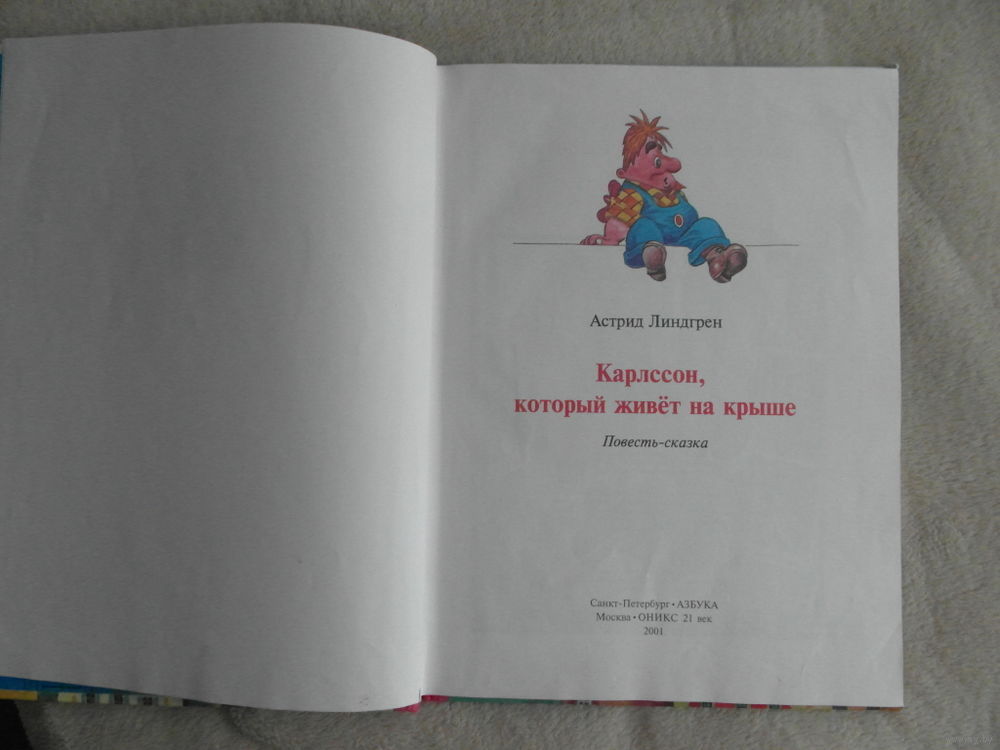 Астрид Линдгрен
Карлссон,
который живёт на крыше
Повесть-сказка
Санкт-Петербург • АЗБУКА
Москва • ОНИКС 21 век
2001